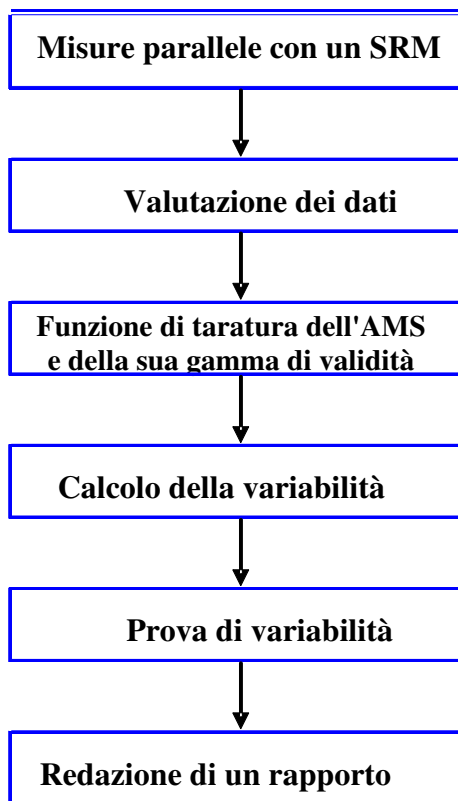 Misure parallele con un SRM
Valutazione dei dati
Funzione di taratura dell'AMS
e della sua gamma di validità
Calcolo della variabilità
Prova di variabilità
Redazione di un rapporto